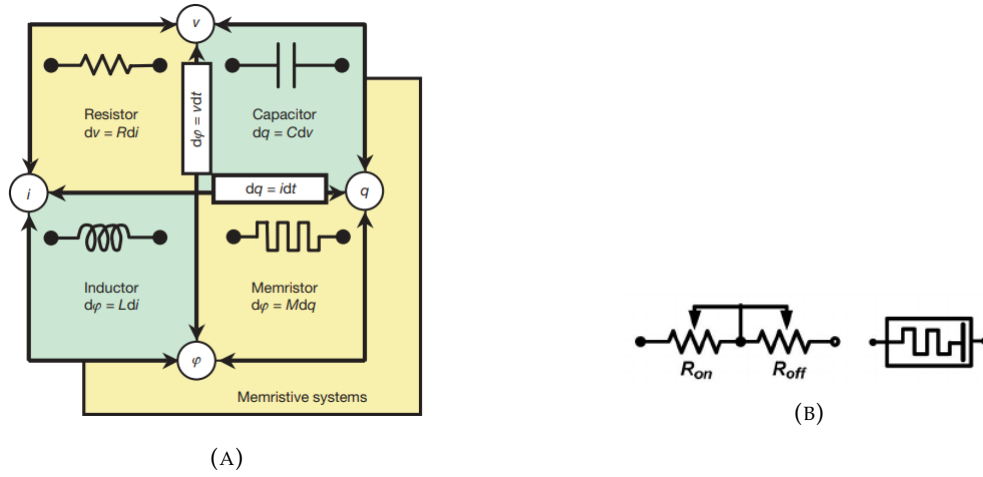 v
Resistor
dv = Rdi
dφ = vdt
Capacitor
dq = Cdv
i
dq = idt
q
Inductor
dφ = Ldi
Memristor
dφ = Mdq
φ
Memristive systems
(A)
R_on
R_off
(B)